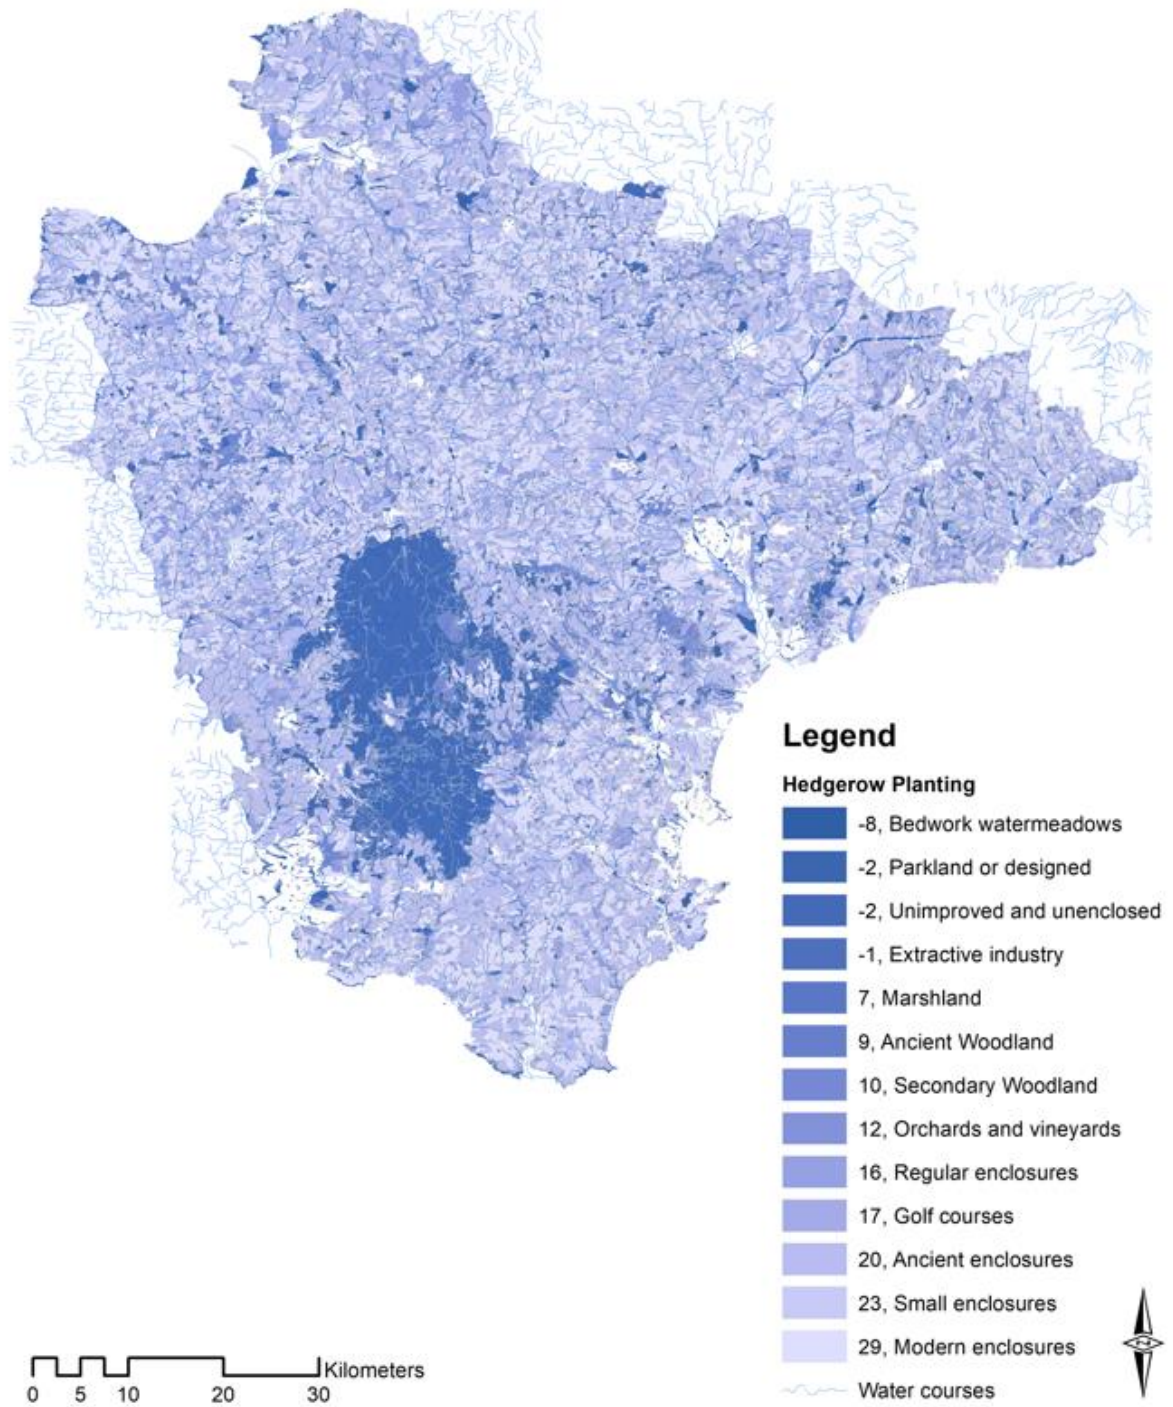 Legend
Hedgerow Planting
-8, Bedwork watermeadows
-2, Parkland or designed
-2, Unimproved and unenclosed
-1, Extractive industry
7, Marshland
9, Ancient Woodland
10, Secondary Woodland
12, Orchards and vineyards
16, Regular enclosures
17, Golf courses
20, Ancient enclosures
23, Small enclosures
29, Modern enclosures
Water courses
Kilometers
0 5 10 20 30
N